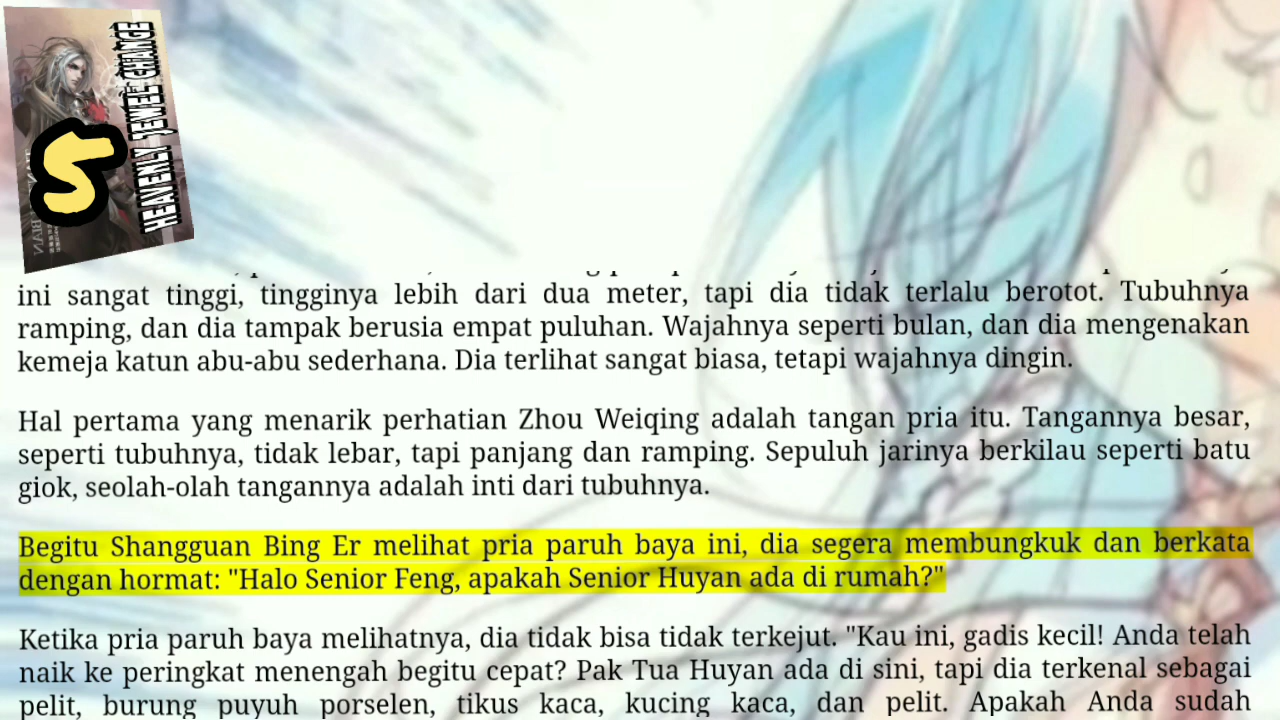 HEAVENLY JEWEL CHANGE
5
ini sangat tinggi, tingginya lebih dari dua meter, tapi dia tidak terlalu berotot. Tubuhnya
ramping, dan dia tampak berusia empat puluhan. Wajahnya seperti bulan, dan dia mengenakan
kemeja katun abu-abu sederhana. Dia terlihat sangat biasa, tetapi wajahnya dingin.
Hal pertama yang menarik perhatian Zhou Weiqing adalah tangan pria itu. Tangannya besar,
seperti tubuhnya, tidak lebar, tapi panjang dan ramping. Sepuluh jarinya berkilau seperti batu
giok, seolah-olah tangannya adalah inti dari tubuhnya.
Begitu Shangguan Bing Er melihat pria paruh baya ini, dia segera membungkuk dan berkata
dengan hormat: "Halo Senior Feng, apakah Senior Huyan ada di rumah?"
Ketika pria paruh baya melihatnya, dia tidak bisa tidak terkejut. "Kau ini, gadis kecil! Anda telah
naik ke peringkat menengah begitu cepat? Pak Tua Huyan ada di sini, tapi dia terkenal sebagai
pelit, burung puyuh porselen, tikus kaca, kucing kaca, dan pelit. Apakah Anda sudah